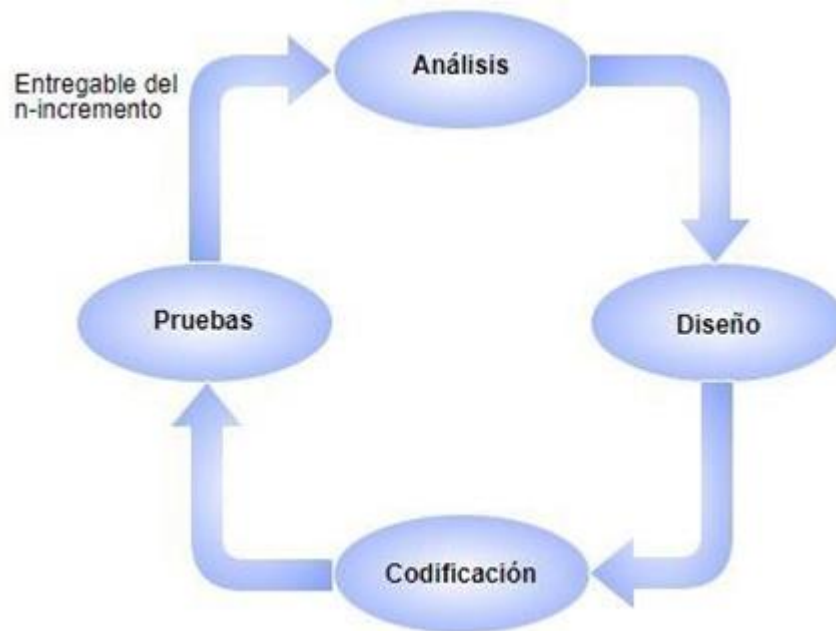 Análisis
Entregable del
n-incremento
Pruebas
Diseño
Codificación